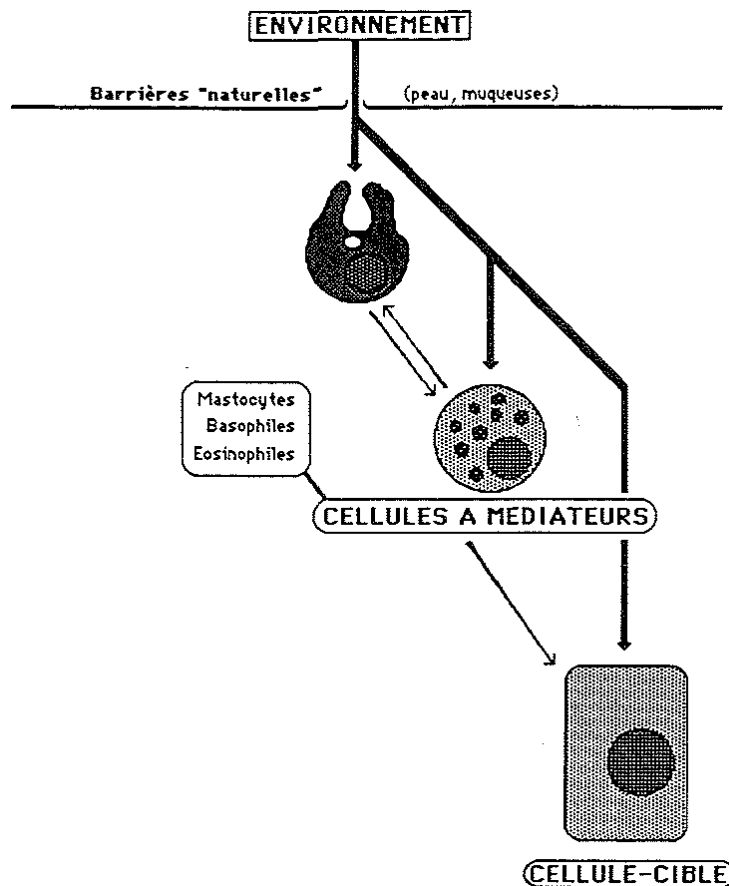 ENVIRONNEMENT
Barrières "naturelles" (peau, muqueuses)
Mastocytes
Basophiles
Eosinophiles
CELLULES A MEDIATEURS
CELLULE-CIBLE